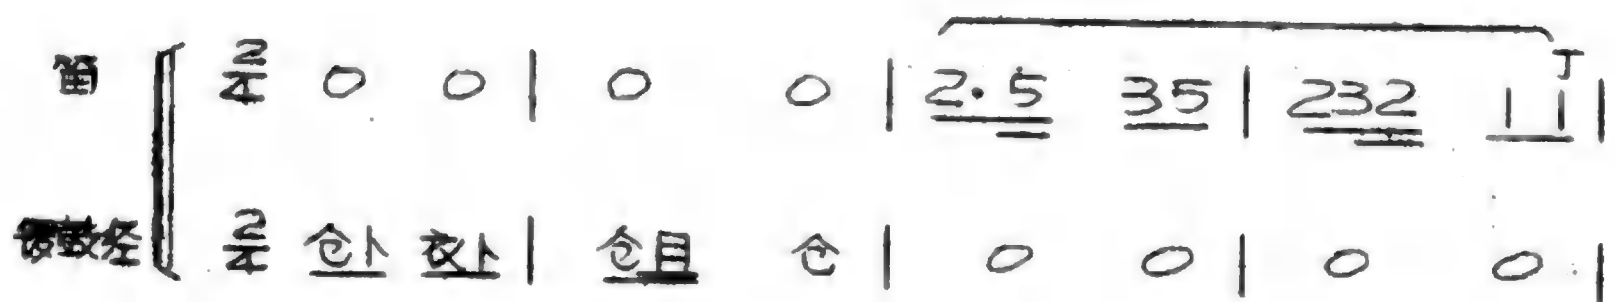 笛 2/4 0 0 | 0 0 | 2·5 35 | 232 11 |
锣鼓经 2/4 仓卜 衣卜 | 仓且 仓 | 0 0 | 0 0 |